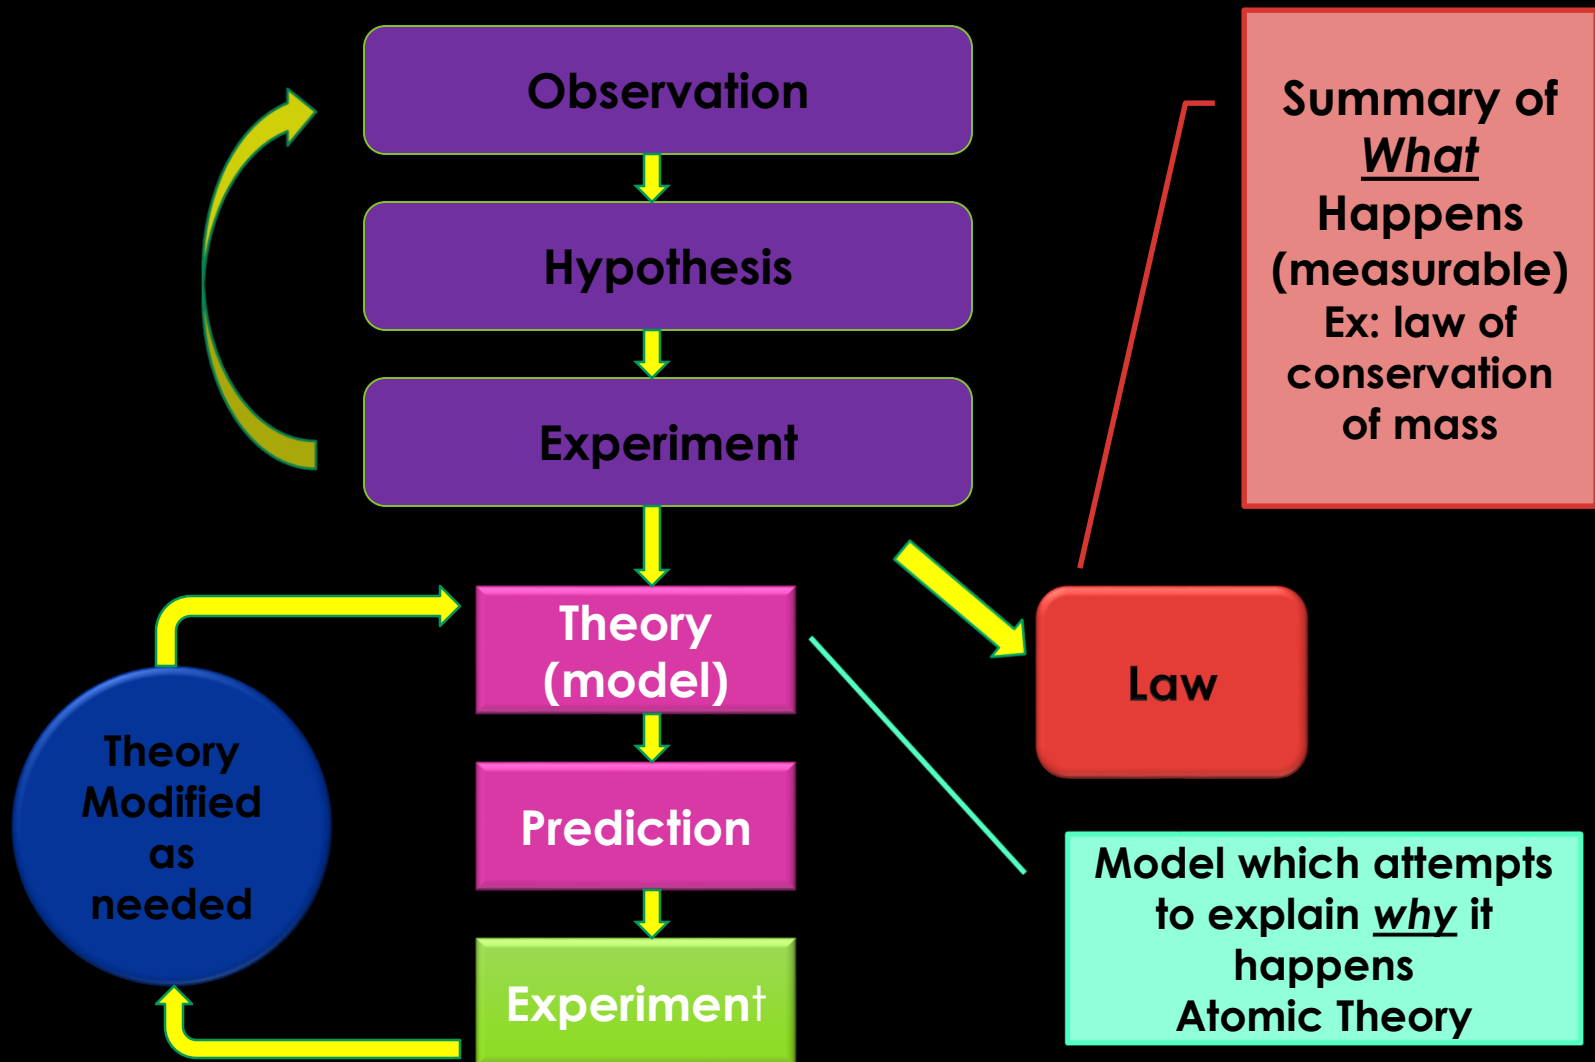 Observation
Hypothesis
Experiment
Theory
(model)
Prediction
Experiment
Theory
Modified
as
needed
Law
Summary of
What
Happens
(measurable)
Ex: law of
conservation
of mass
Model which attempts
to explain why it
happens
Atomic Theory